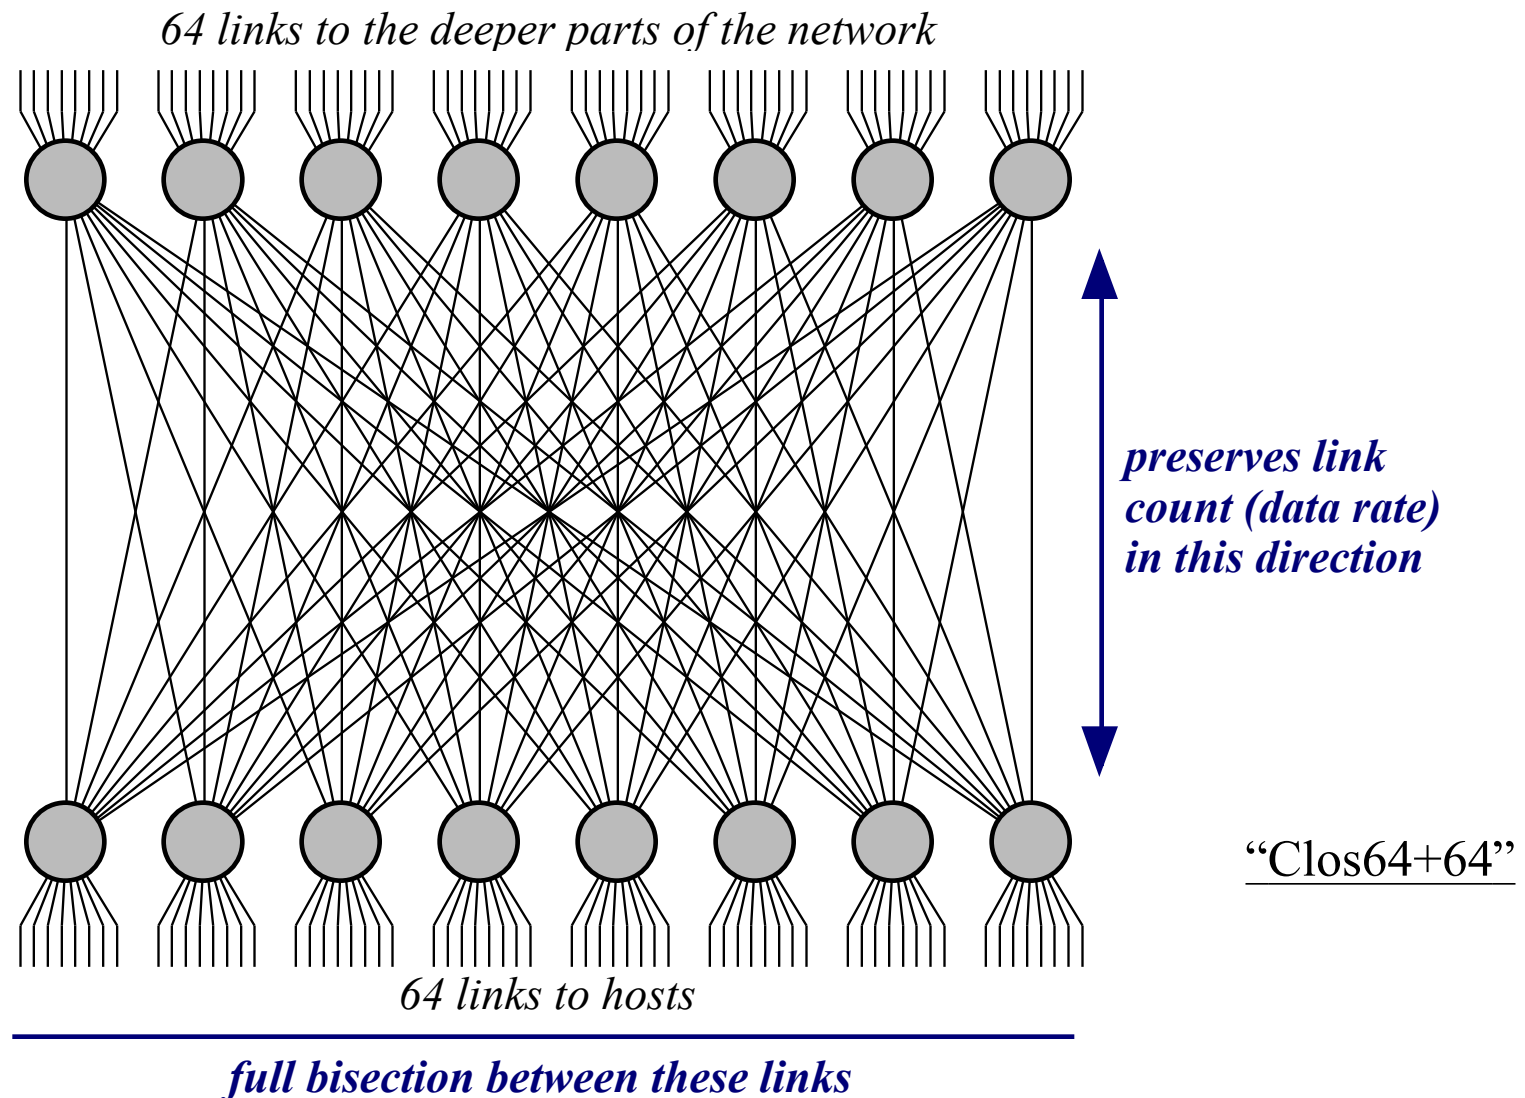 64 links to the deeper parts of the network
preserves link
count (data rate)
in this direction
“Clos64+64”
64 links to hosts
full bisection between these links